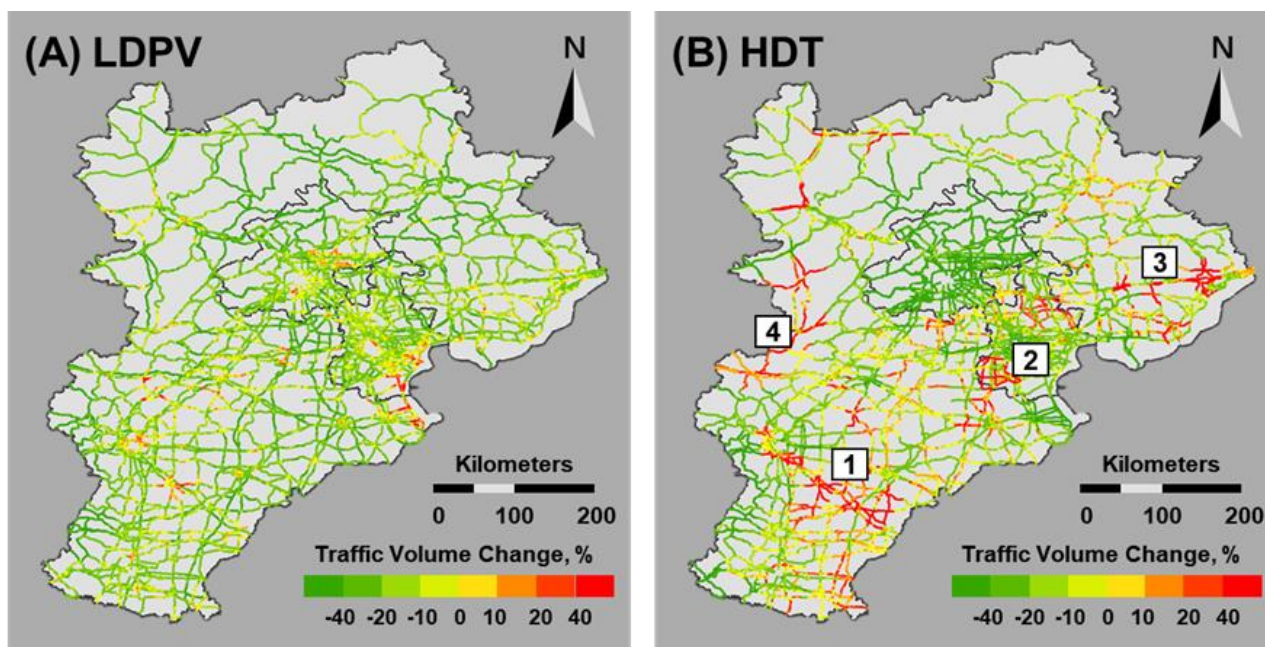 (A) LDPV
N
Kilometers
0 100 200
Traffic Volume Change, %
-40 -20 -10 0 10 20 40
(B) HDT
N
3
4
2
1
Kilometers
0 100 200
Traffic Volume Change, %
-40 -20 -10 0 10 20 40